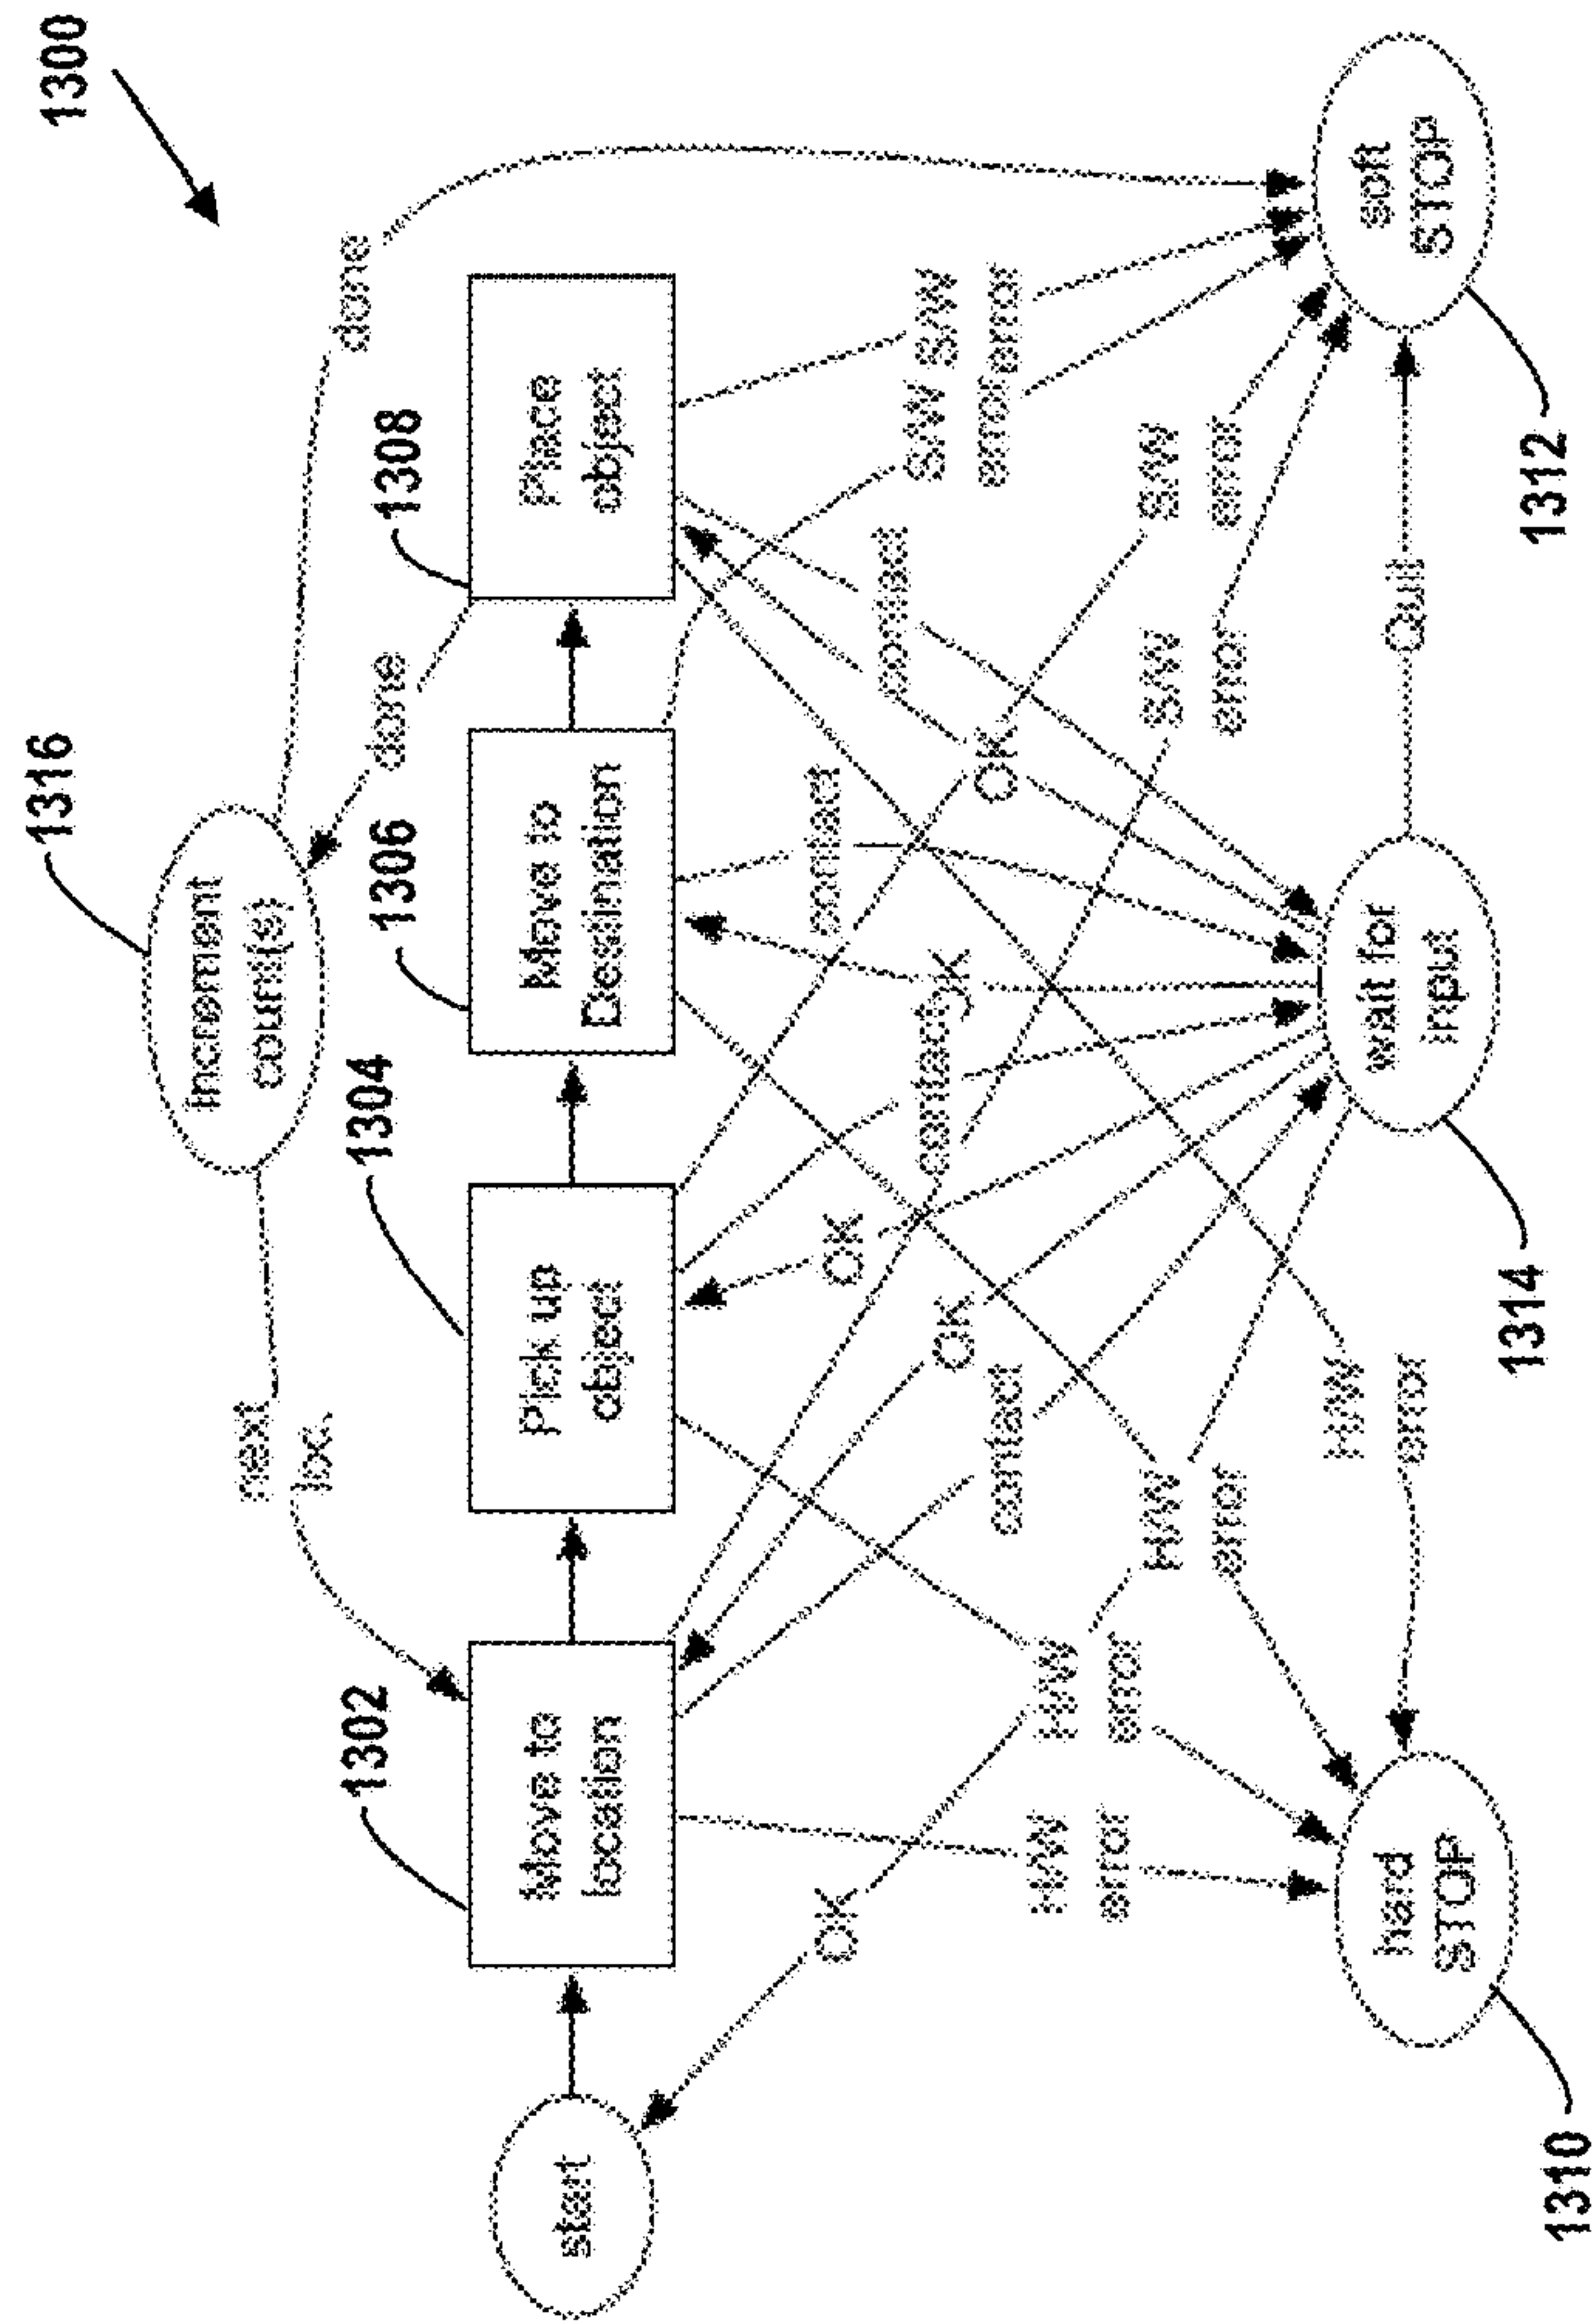 1300
1316
increment
count(s)
done
done
next
loc.
1302
1304
1306
1308
start
Move to
location
Pick up
object
Move to
Destination
Place
object
OK
OK
contact
contact
OK
contact
OK
contact
OK
S/W
error
S/W
error
S/W
error
S/W
error
H/W
error
H/W
error
H/W
error
H/W
error
Quit
hard
STOP
wait for
input
soft
STOP
1310
1314
1312